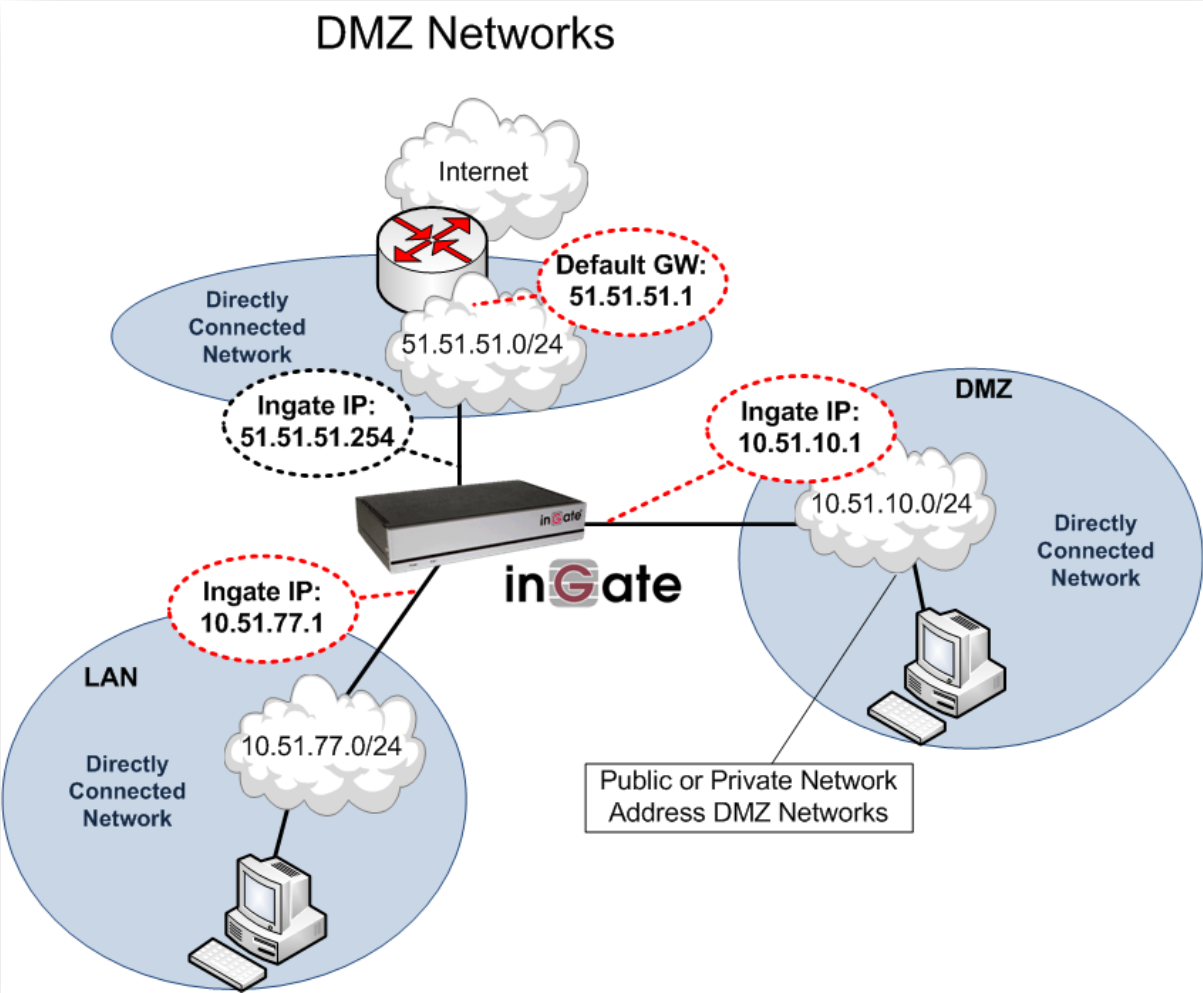 DMZ Networks
Internet
Default GW:
51.51.51.1
Directly
Connected
Network
51.51.51.0/24
Ingate IP:
51.51.51.254
DMZ
Ingate IP:
10.51.10.1
10.51.10.0/24
Directly
Connected
Network
inGate
inGate
Ingate IP:
10.51.77.1
LAN
10.51.77.0/24
Directly
Connected
Network
Public or Private Network
Address DMZ Networks